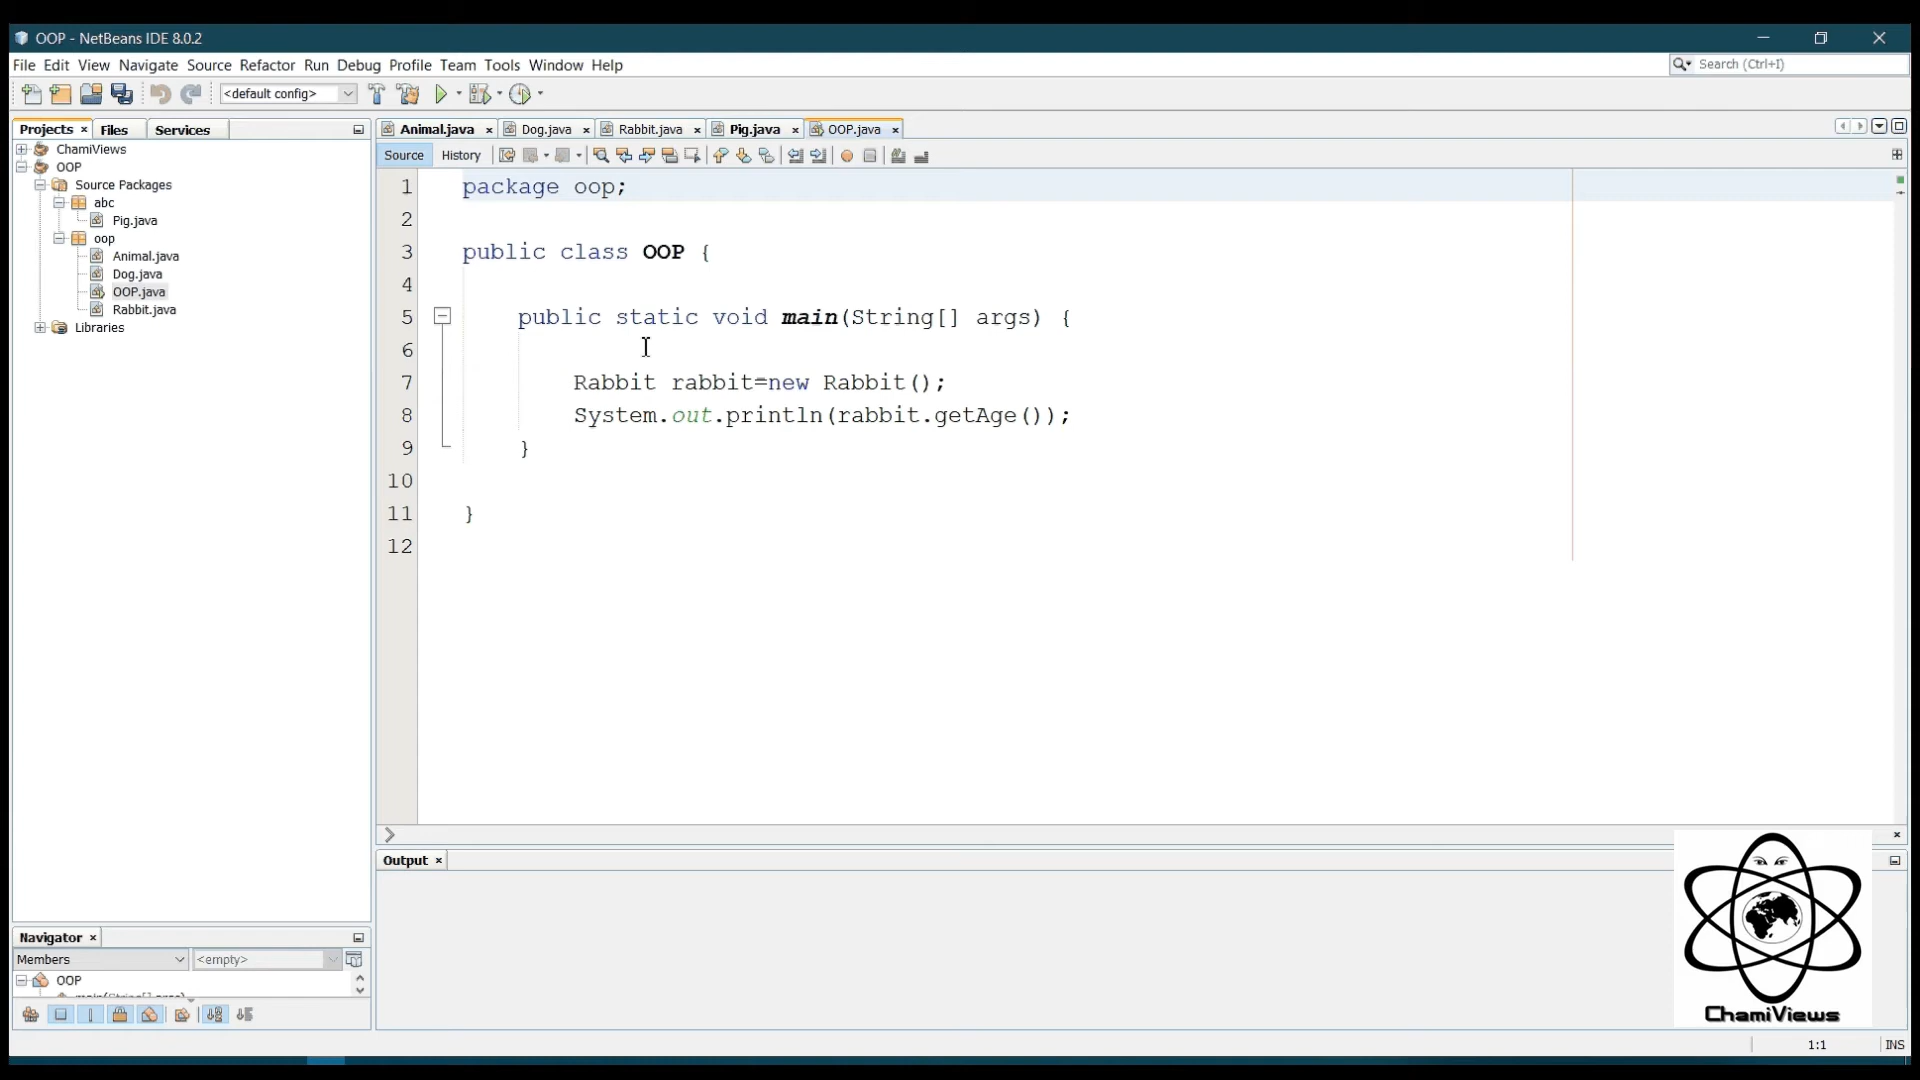 OOP - NetBeans IDE 8.0.2
File Edit View Navigate Source Refactor Run Debug Profile Team Tools Window Help
Search (Ctrl+I)
<default config>
Projects Files Services
Animal.java Dog.java Rabbit.java Pig.java OOP.java
Source History
ChamiViews
OOP
Source Packages
abc
Pig.java
oop
Animal.java
Dog.java
OOP.java
Rabbit.java
Libraries
1 package oop;
2
3 public class OOP {
4
5 public static void main(String[] args) {
6
7 Rabbit rabbit=new Rabbit();
8 System.out.println(rabbit.getAge());
9 }
10
11 }
12
Output
Navigator
Members <empty>
OOP
main(String[] args)
ChamiViews
1:1 INS